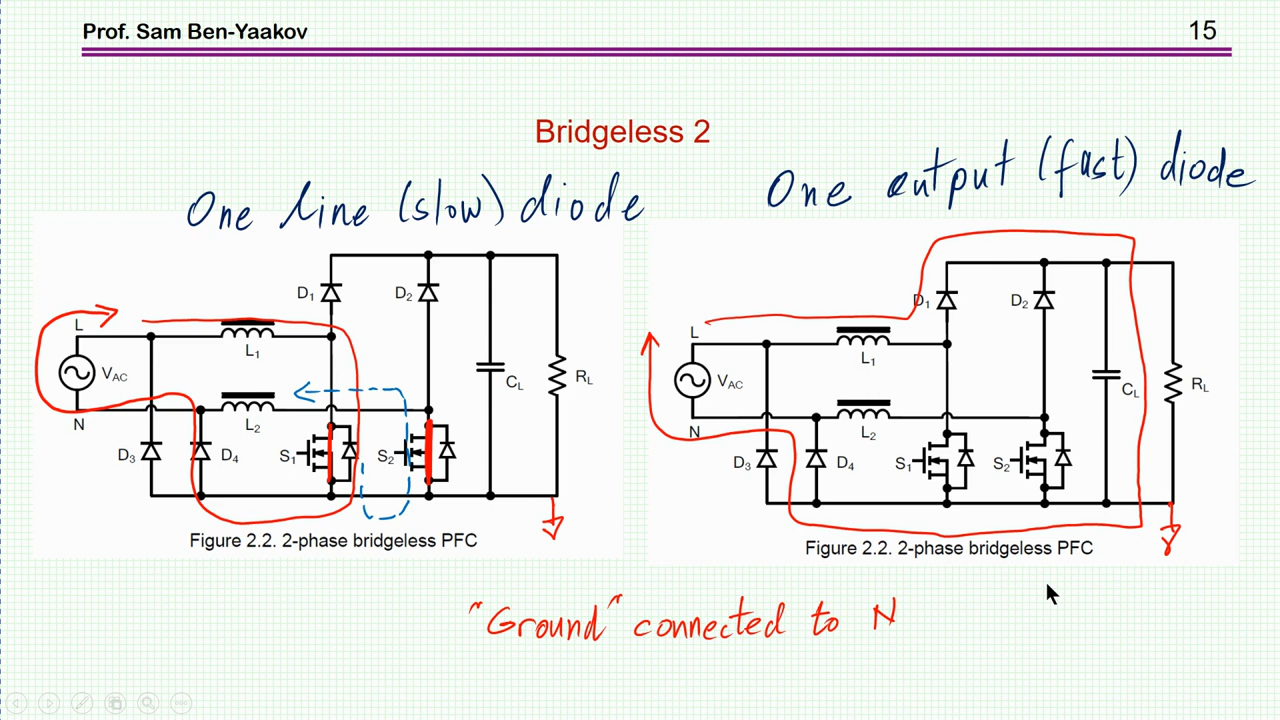 Prof. Sam Ben-Yaakov
15
Bridgeless 2
One line (slow) diode
One output (fast) diode
D1
D2
L
L1
VAC
N
L2
D3
D4
S1
S2
CL
RL
Figure 2.2. 2-phase bridgeless PFC
D1
D2
L
L1
VAC
N
L2
D3
D4
S1
S2
CL
RL
Figure 2.2. 2-phase bridgeless PFC
"Ground" connected to N